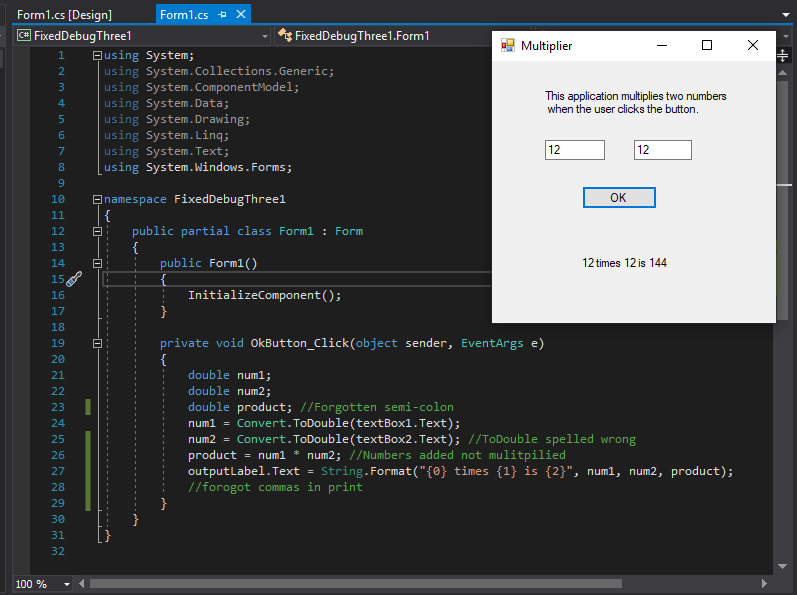 Form1.cs [Design]
Form1.cs
C# FixedDebugThree1
FixedDebugThree1.Form1
1 using System;
2 using System.Collections.Generic;
3 using System.ComponentModel;
4 using System.Data;
5 using System.Drawing;
6 using System.Linq;
7 using System.Text;
8 using System.Windows.Forms;
9
10 namespace FixedDebugThree1
11 {
12 public partial class Form1 : Form
13 {
14 public Form1()
15 {
16 InitializeComponent();
17 }
18
19 private void OkButton_Click(object sender, EventArgs e)
20 {
21 double num1;
22 double num2;
23 double product; //Forgotten semi-colon
24 num1 = Convert.ToDouble(textBox1.Text);
25 num2 = Convert.ToDouble(textBox2.Text); //ToDouble spelled wrong
26 product = num1 * num2; //Numbers added not mulitpilied
27 outputLabel.Text = String.Format("{0} times {1} is {2}", num1, num2, product);
28 //forogot commas in print
29 }
30 }
31 }
32
100 %
Multiplier
This application multiplies two numbers
when the user clicks the button.
12 12
OK
12 times 12 is 144